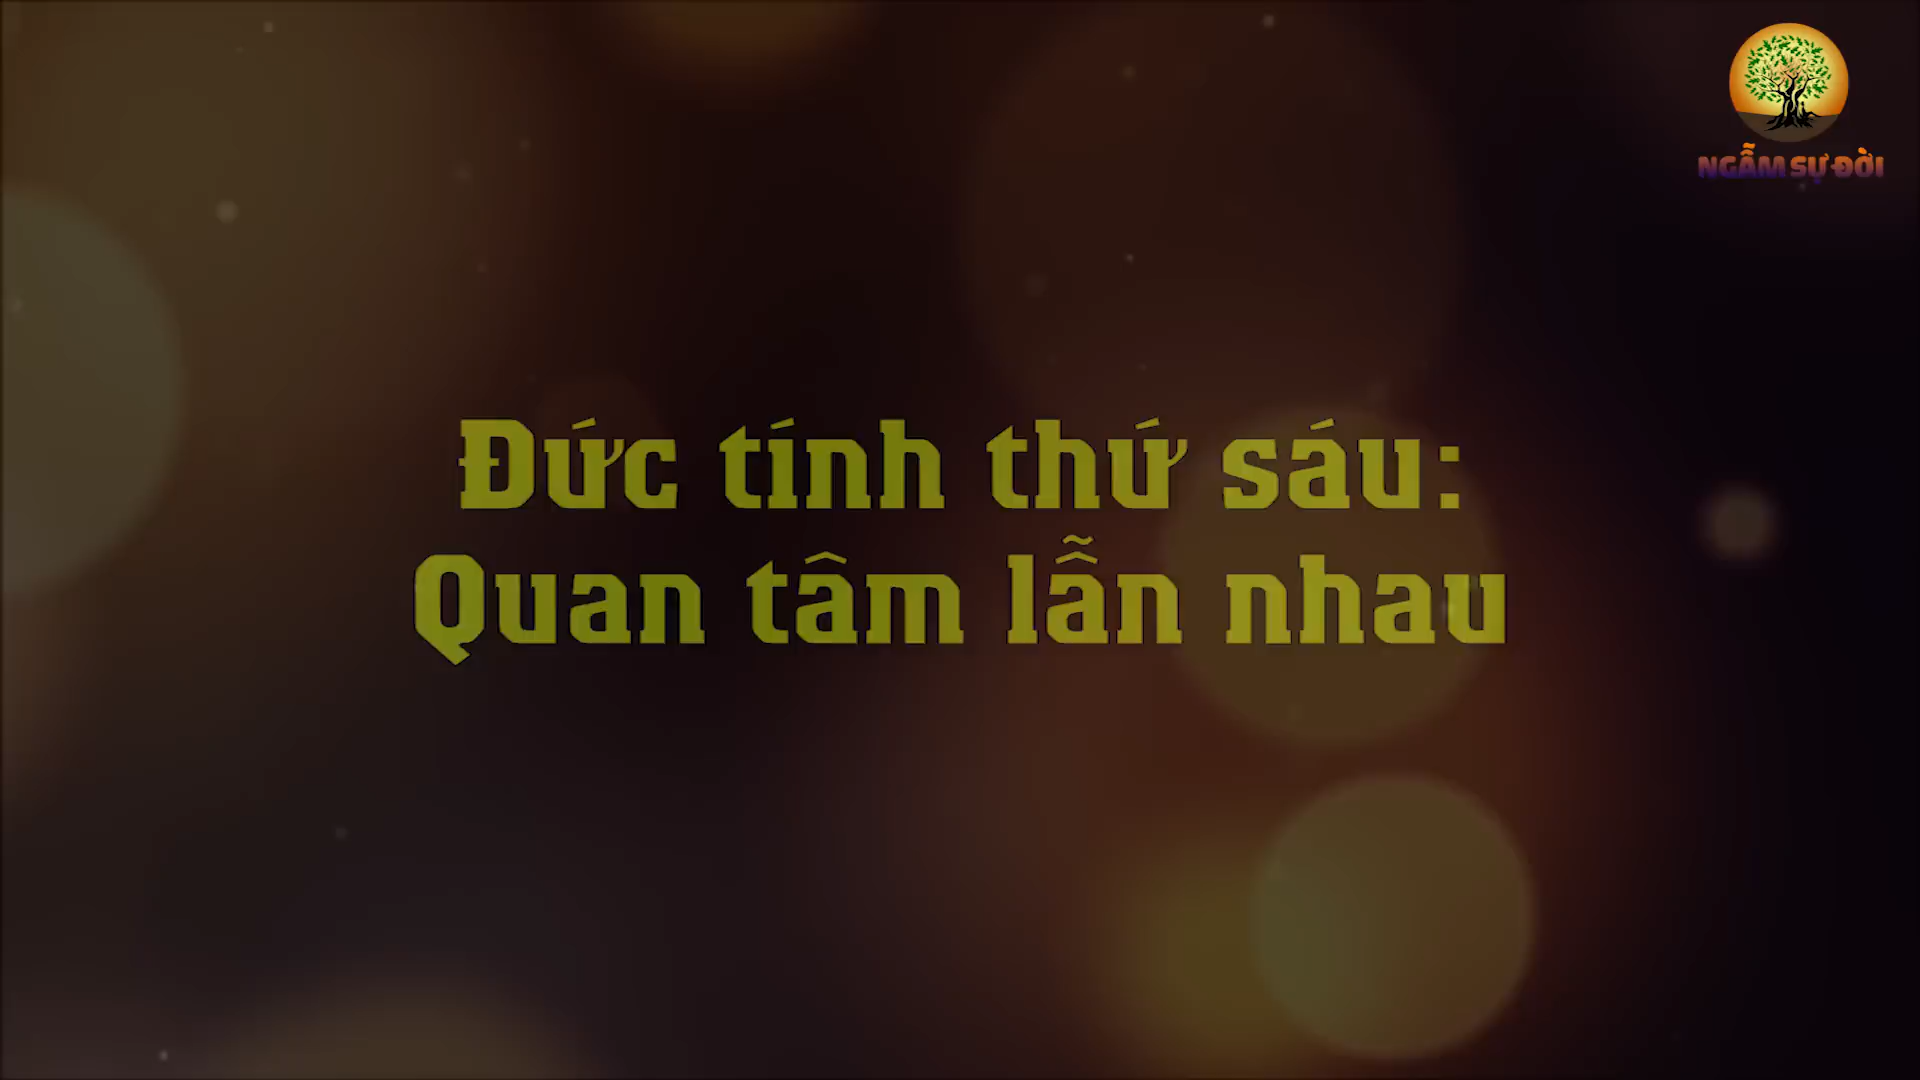 NGẪM SỰ ĐỜI
Đức tính thứ sáu:
Quan tâm lẫn nhau